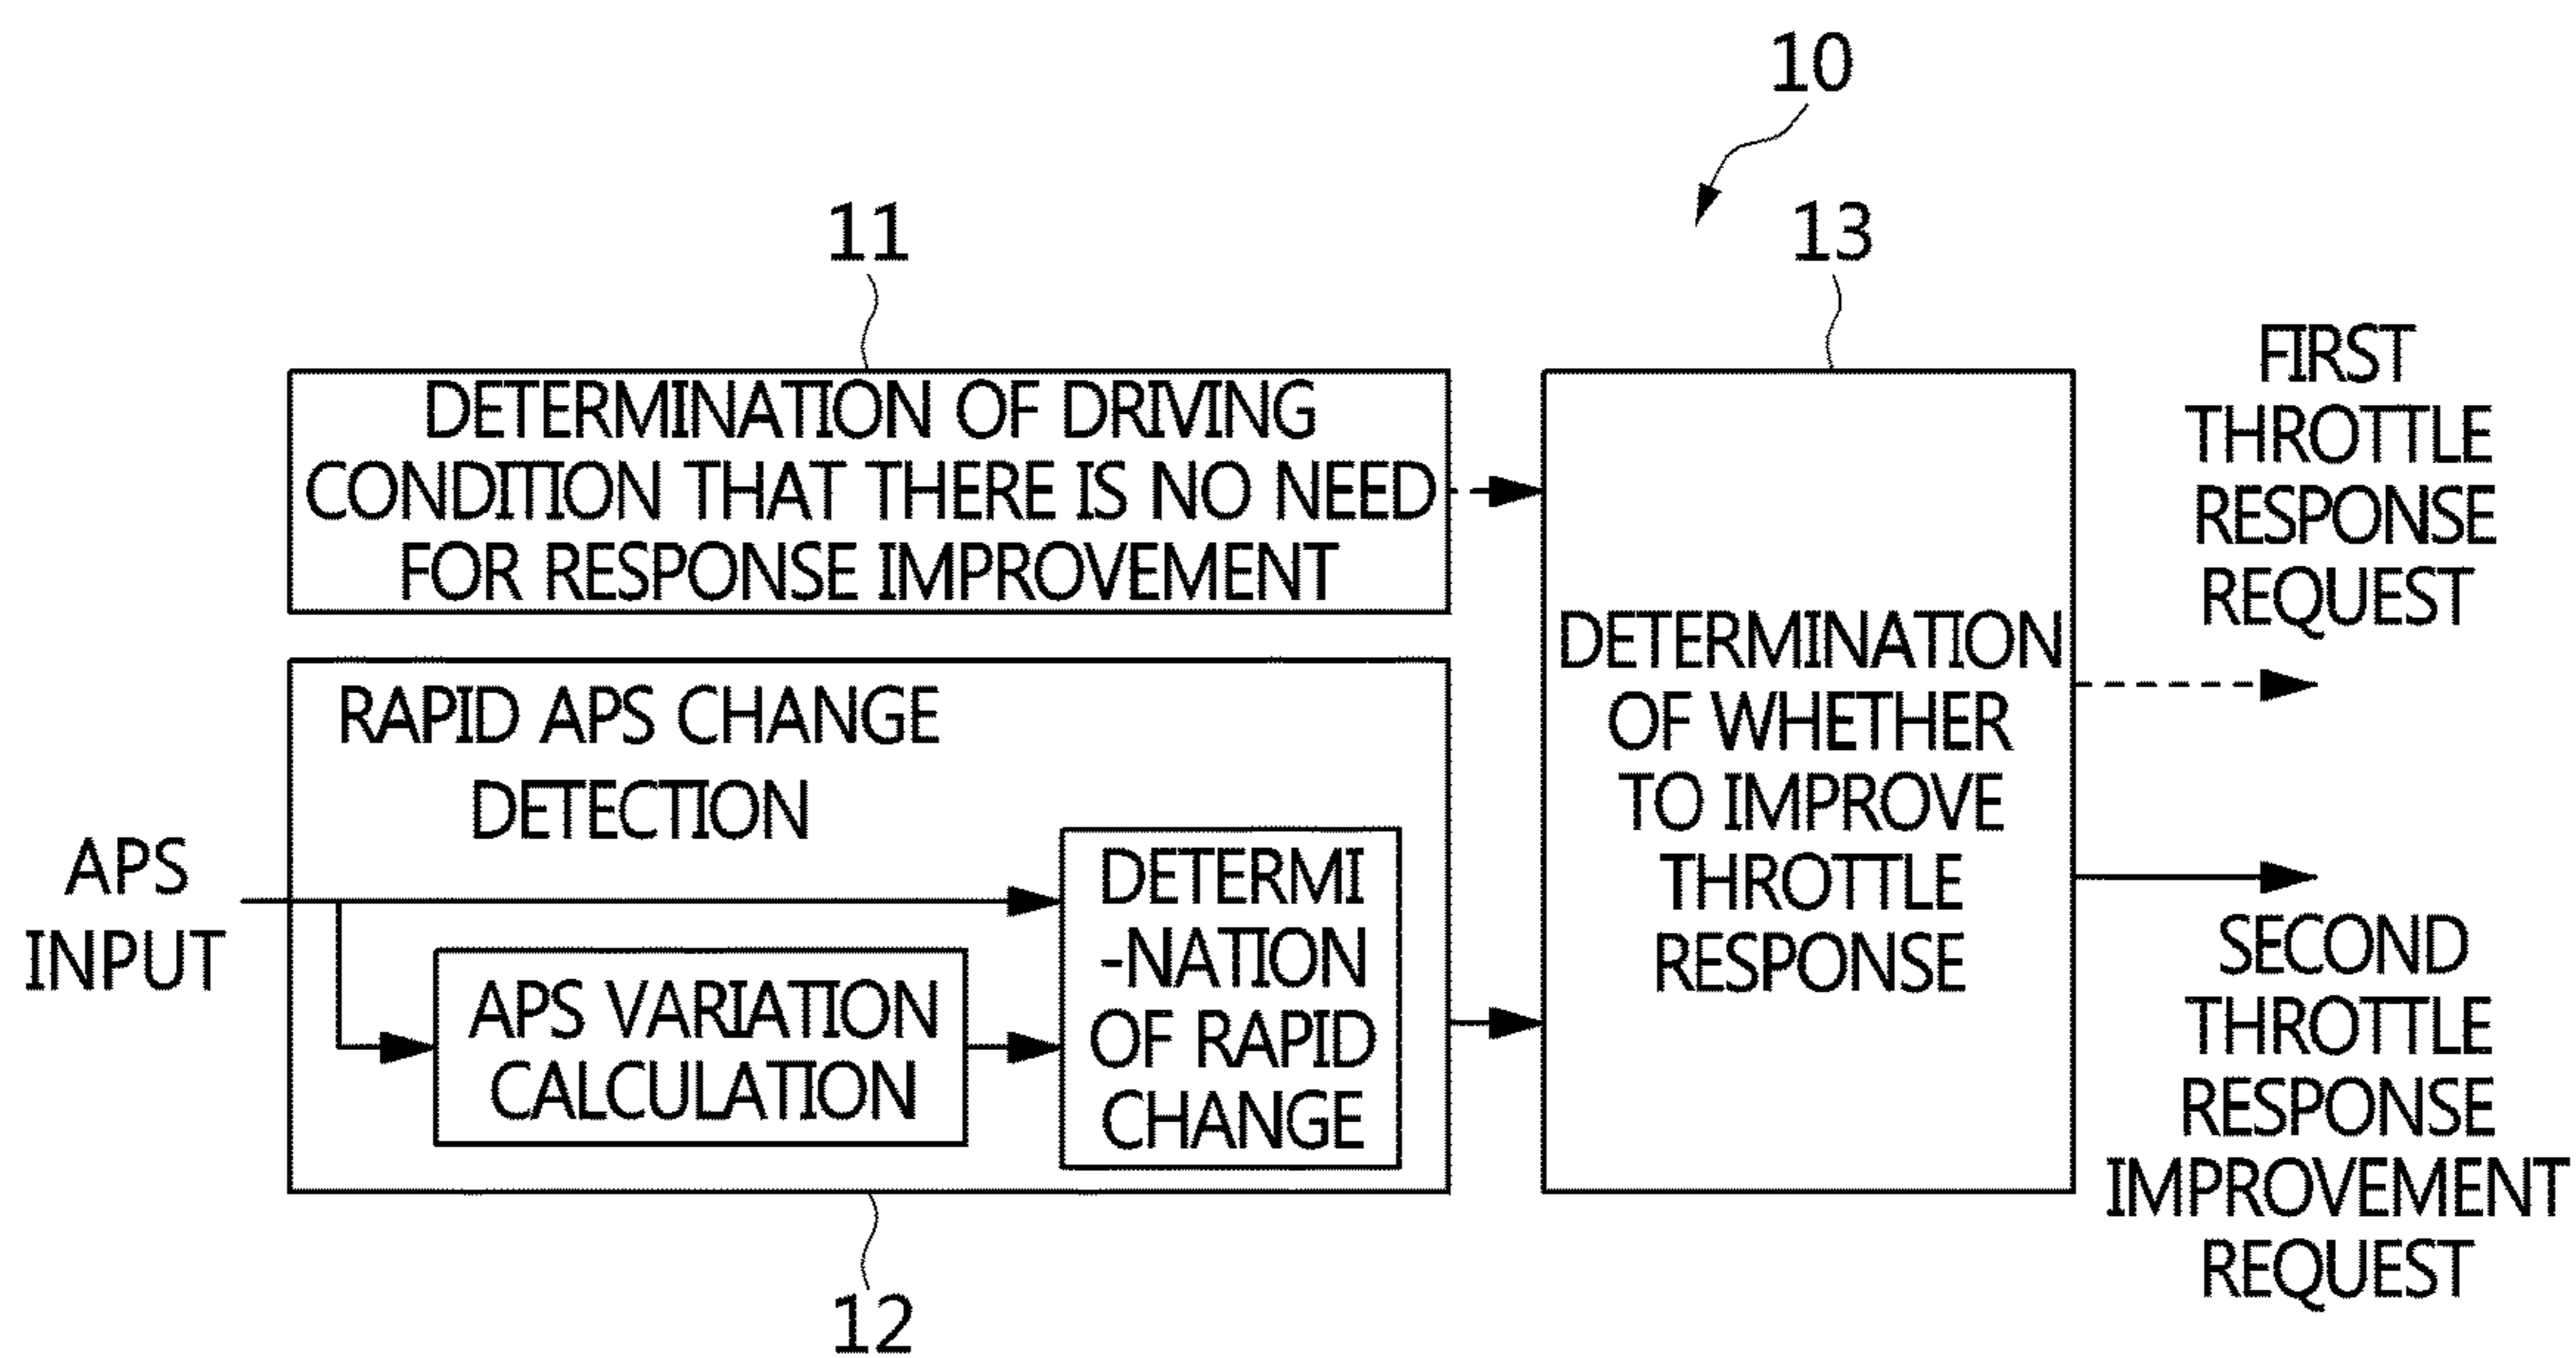 10
11
13
DETERMINATION OF DRIVING
CONDITION THAT THERE IS NO NEED
FOR RESPONSE IMPROVEMENT
RAPID APS CHANGE
DETECTION
APS
INPUT
APS VARIATION
CALCULATION
DETERMI
-NATION
OF RAPID
CHANGE
12
DETERMINATION
OF WHETHER
TO IMPROVE
THROTTLE
RESPONSE
FIRST
THROTTLE
RESPONSE
REQUEST
SECOND
THROTTLE
RESPONSE
IMPROVEMENT
REQUEST